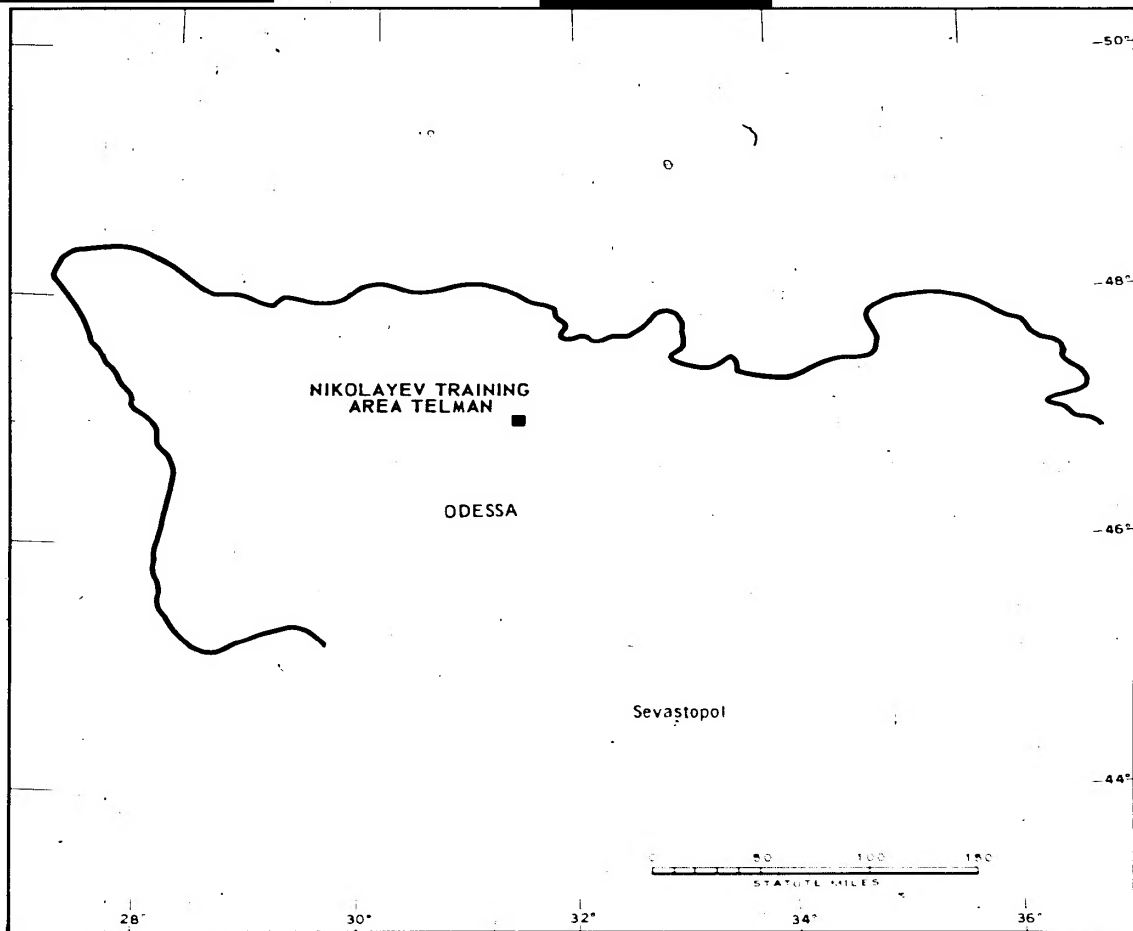 50°
48°
NIKOLAYEV TRAINING
AREA TELMAN
ODESSA
46°
Sevastopol
44°
0 50 100 150
STATUTE MILES
28° 30° 32° 34° 36°